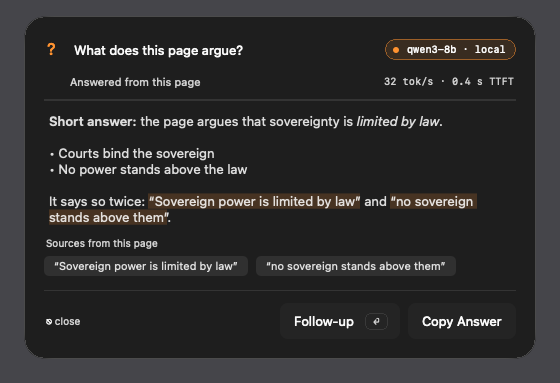 ? What does this page argue? qwen3-8b · local
Answered from this page 32 tok/s · 0.4 s TTFT
Short answer: the page argues that sovereignty is limited by law.
• Courts bind the sovereign
• No power stands above the law
It says so twice: “Sovereign power is limited by law” and “no sovereign
stands above them”.
Sources from this page
“Sovereign power is limited by law” “no sovereign stands above them”
close Follow-up Copy Answer